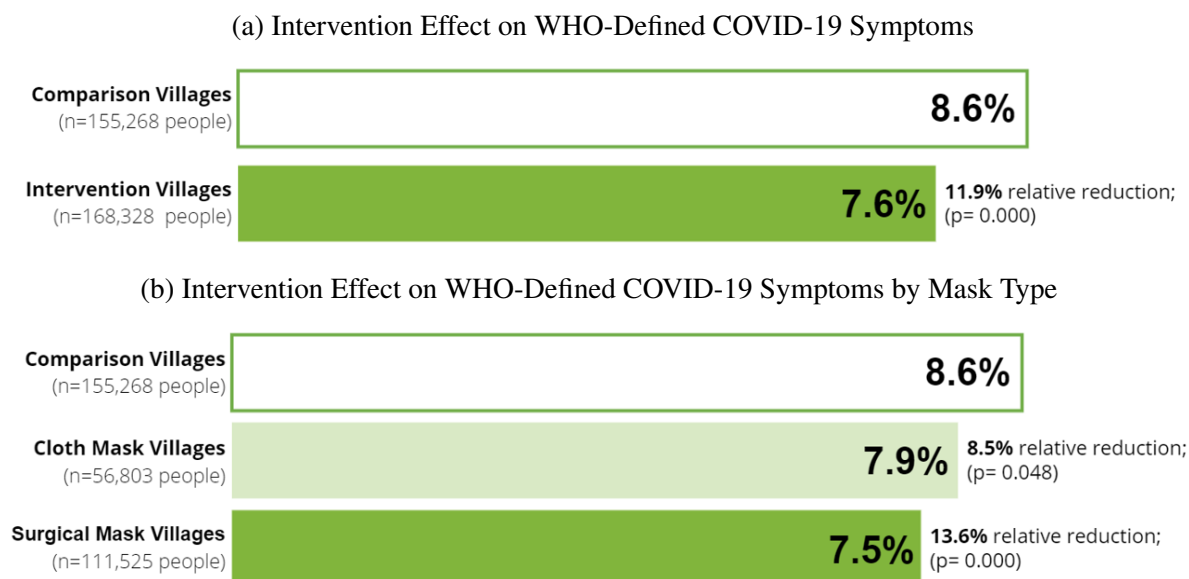 (a) Intervention Effect on WHO-Defined COVID-19 Symptoms
Comparison Villages
(n=155,268 people)
8.6%
Intervention Villages
(n=168,328 people)
7.6%
11.9% relative reduction;
(p= 0.000)
(b) Intervention Effect on WHO-Defined COVID-19 Symptoms by Mask Type
Comparison Villages
(n=155,268 people)
8.6%
Cloth Mask Villages
(n=56,803 people)
7.9%
8.5% relative reduction;
(p= 0.048)
Surgical Mask Villages
(n=111,525 people)
7.5%
13.6% relative reduction;
(p= 0.000)